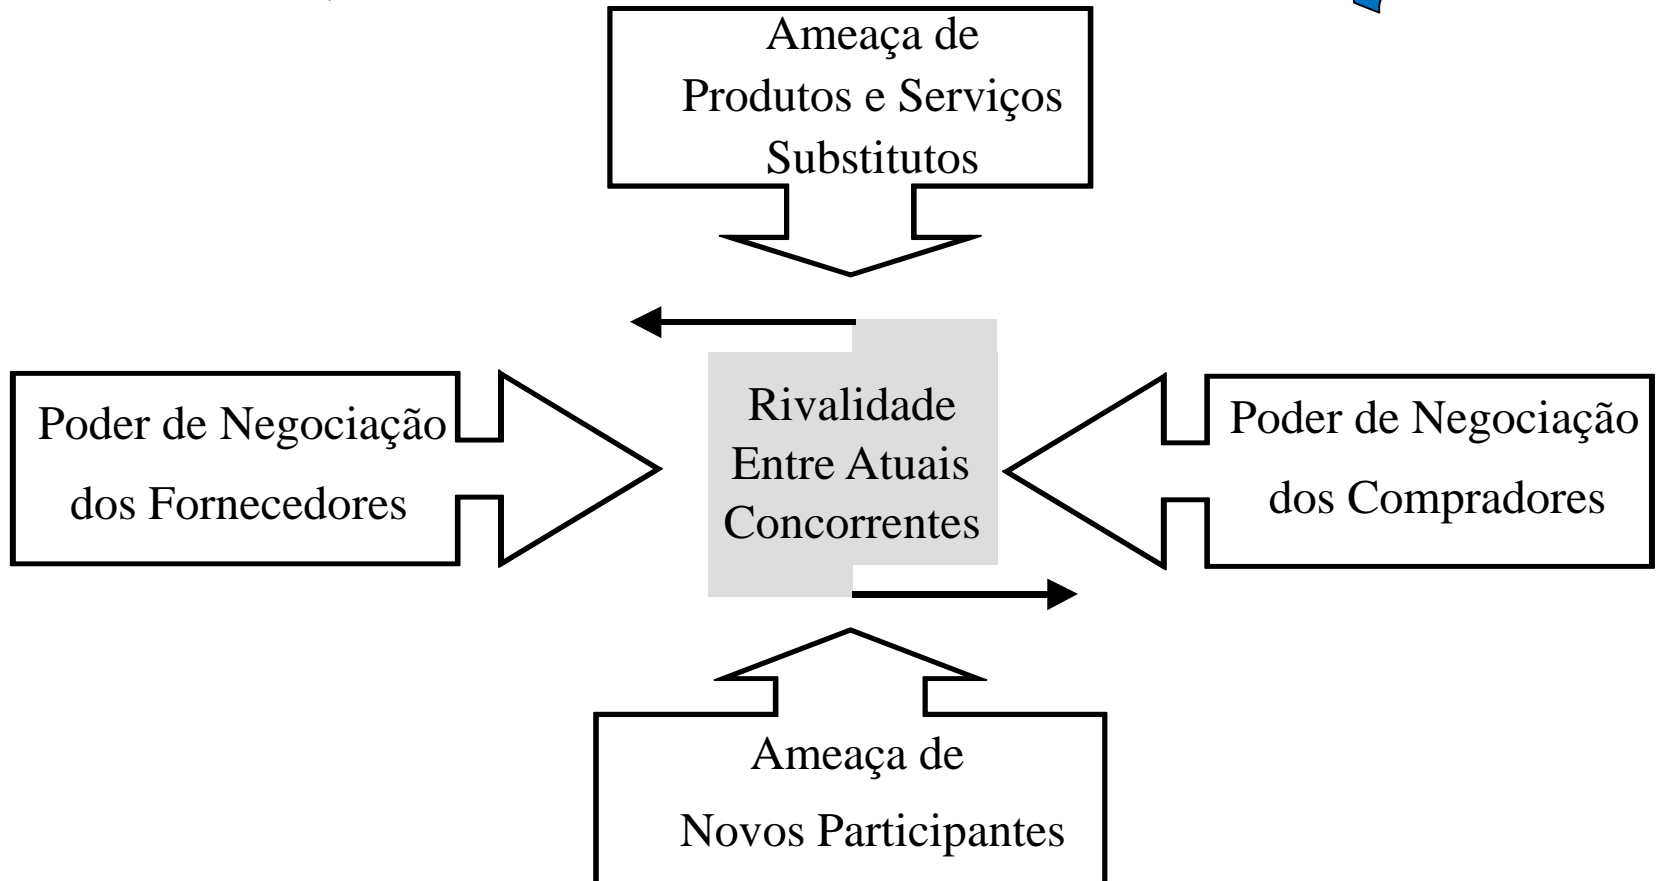 Ameaça de
Produtos e Serviços
Substitutos
Poder de Negociação
dos Fornecedores
Rivalidade
Entre Atuais
Concorrentes
Poder de Negociação
dos Compradores
Ameaça de
Novos Participantes